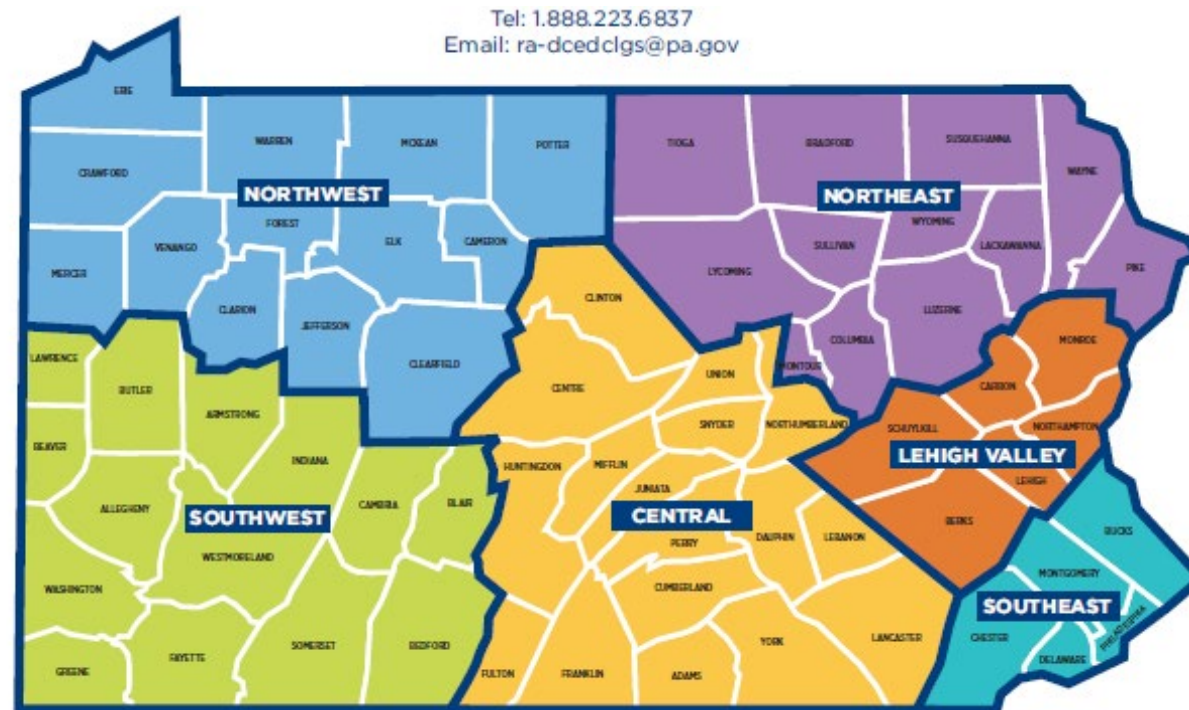 Tel: 1.888.223.6837
Email: ra-dcedclgs@pa.gov
ERIE
WARREN
MCKEAN
POTTER
CRAWFORD
NORTHWEST
FOREST
VENANGO
ELK
CAMERON
MERCER
CLARION
JEFFERSON
CLEARFIELD
TIOGA
BRADFORD
SUSQUEHANNA
WAYNE
NORTHEAST
WYOMING
SULLIVAN
LACKAWANNA
LYCOMING
PIKE
LUZERNE
COLUMBIA
MONTOUR
LAWRENCE
BUTLER
ARMSTRONG
BEAVER
INDIANA
CAMBRIA
BLAIR
ALLEGHENY
SOUTHWEST
WESTMORELAND
WASHINGTON
SOMERSET
BEDFORD
FAYETTE
GREENE
CLINTON
CENTRE
UNION
SNYDER
NORTHUMBERLAND
HUNTINGDON
MIFFLIN
JUNIATA
CENTRAL
PERRY
DAUPHIN
LEBANON
CUMBERLAND
YORK
LANCASTER
FULTON
FRANKLIN
ADAMS
MONROE
CARBON
SCHUYLKILL
NORTHAMPTON
LEHIGH VALLEY
LEHIGH
BERKS
BUCKS
MONTGOMERY
SOUTHEAST
CHESTER
PHILADELPHIA
DELAWARE